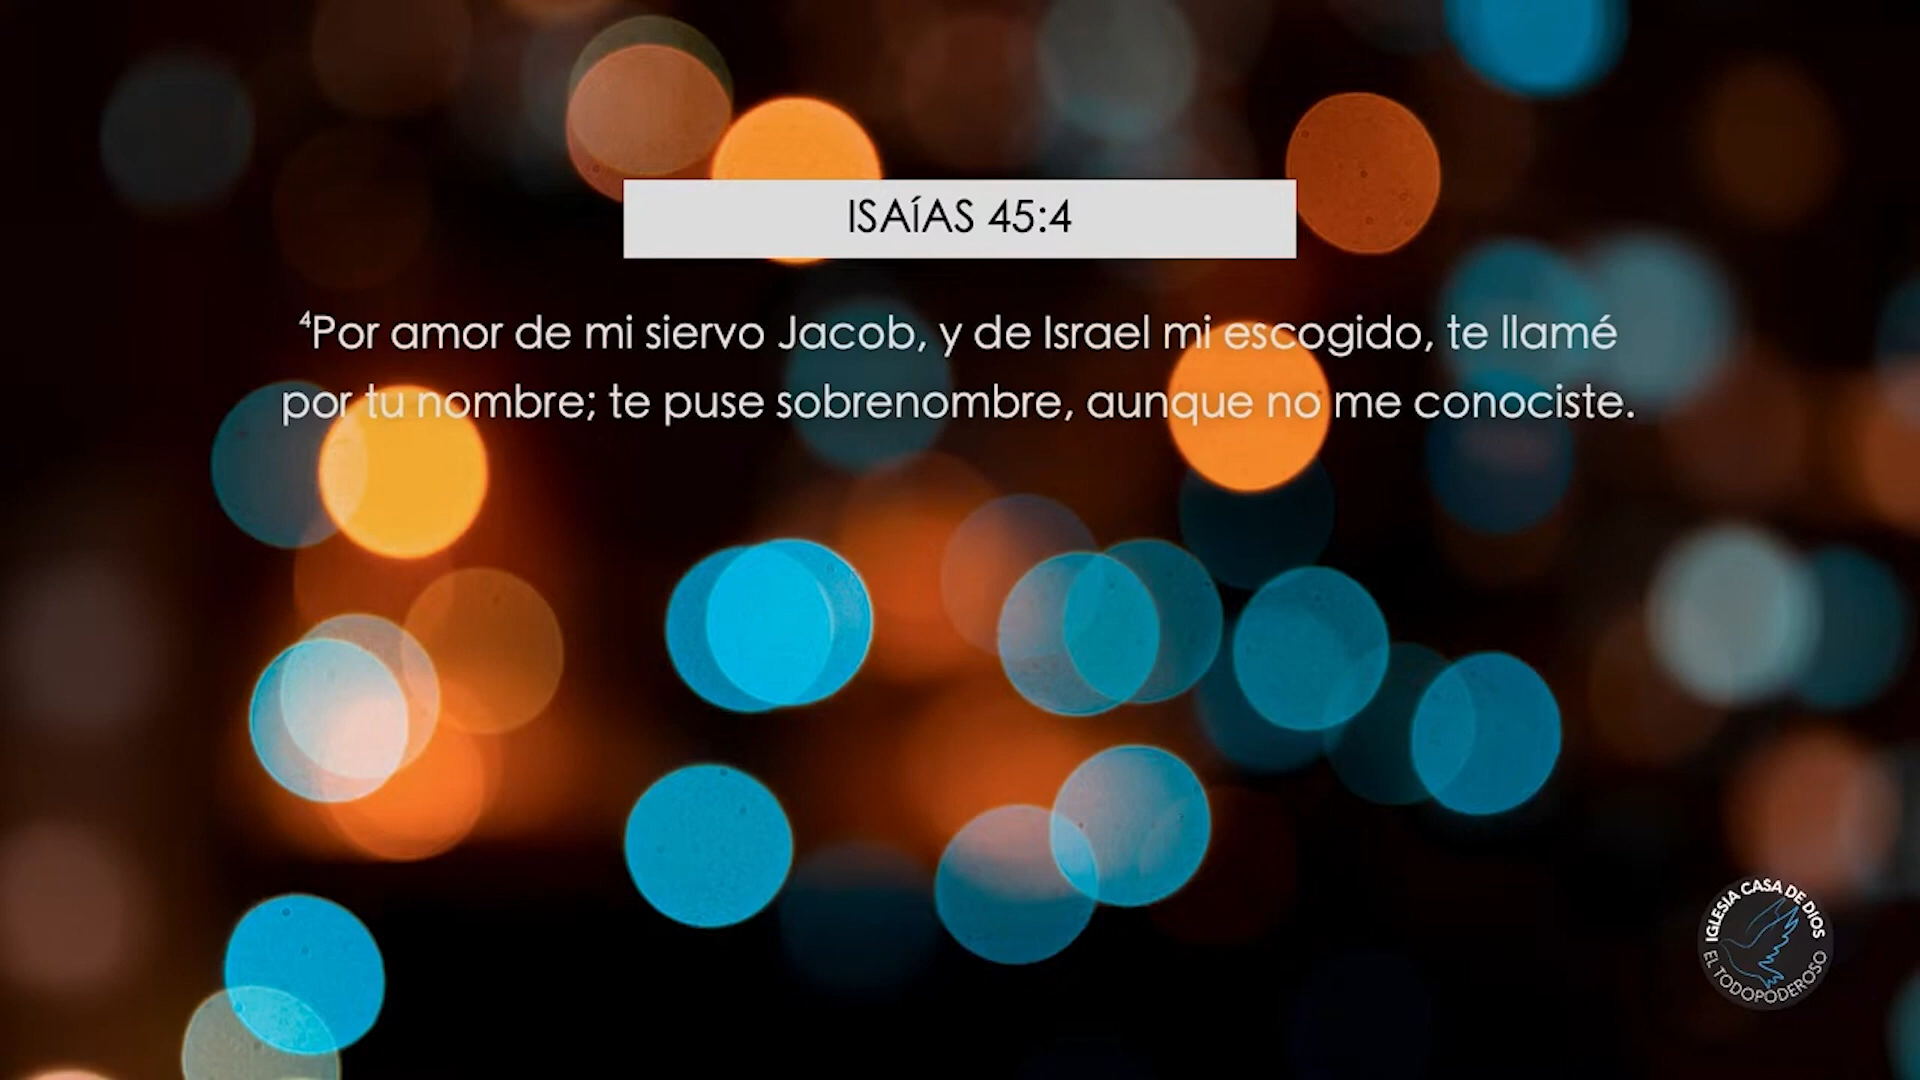 ISAíAS 45:4
⁴Por amor de mi siervo Jacob, y de Israel mi escogido, te llamé
por tu nombre; te puse sobrenombre, aunque no me conociste.
IGLESIA CASA DE DIOS
EL TODOPODEROSO